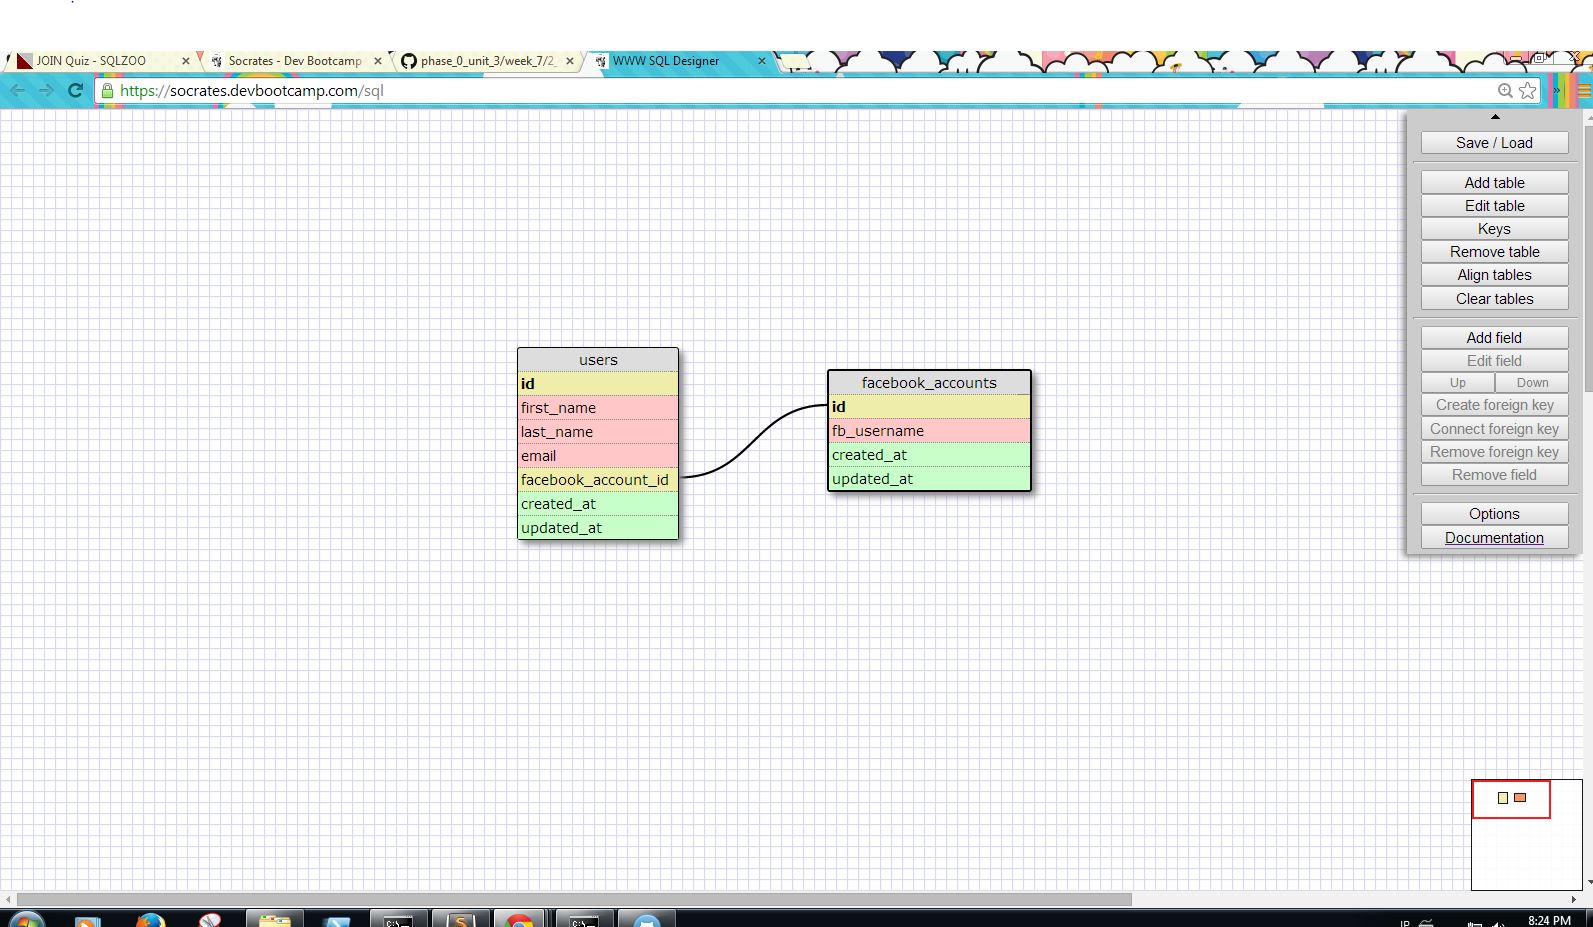 JOIN Quiz - SQLZOO
Socrates - Dev Bootcamp
phase_0_unit_3/week_7/2_
WWW SQL Designer
https://socrates.devbootcamp.com/sql
Save / Load
Add table
Edit table
Keys
Remove table
Align tables
Clear tables
Add field
Edit field
Up Down
Create foreign key
Connect foreign key
Remove foreign key
Remove field
Options
Documentation
users
id
first_name
last_name
email
facebook_account_id
created_at
updated_at
facebook_accounts
id
fb_username
created_at
updated_at
8:24 PM